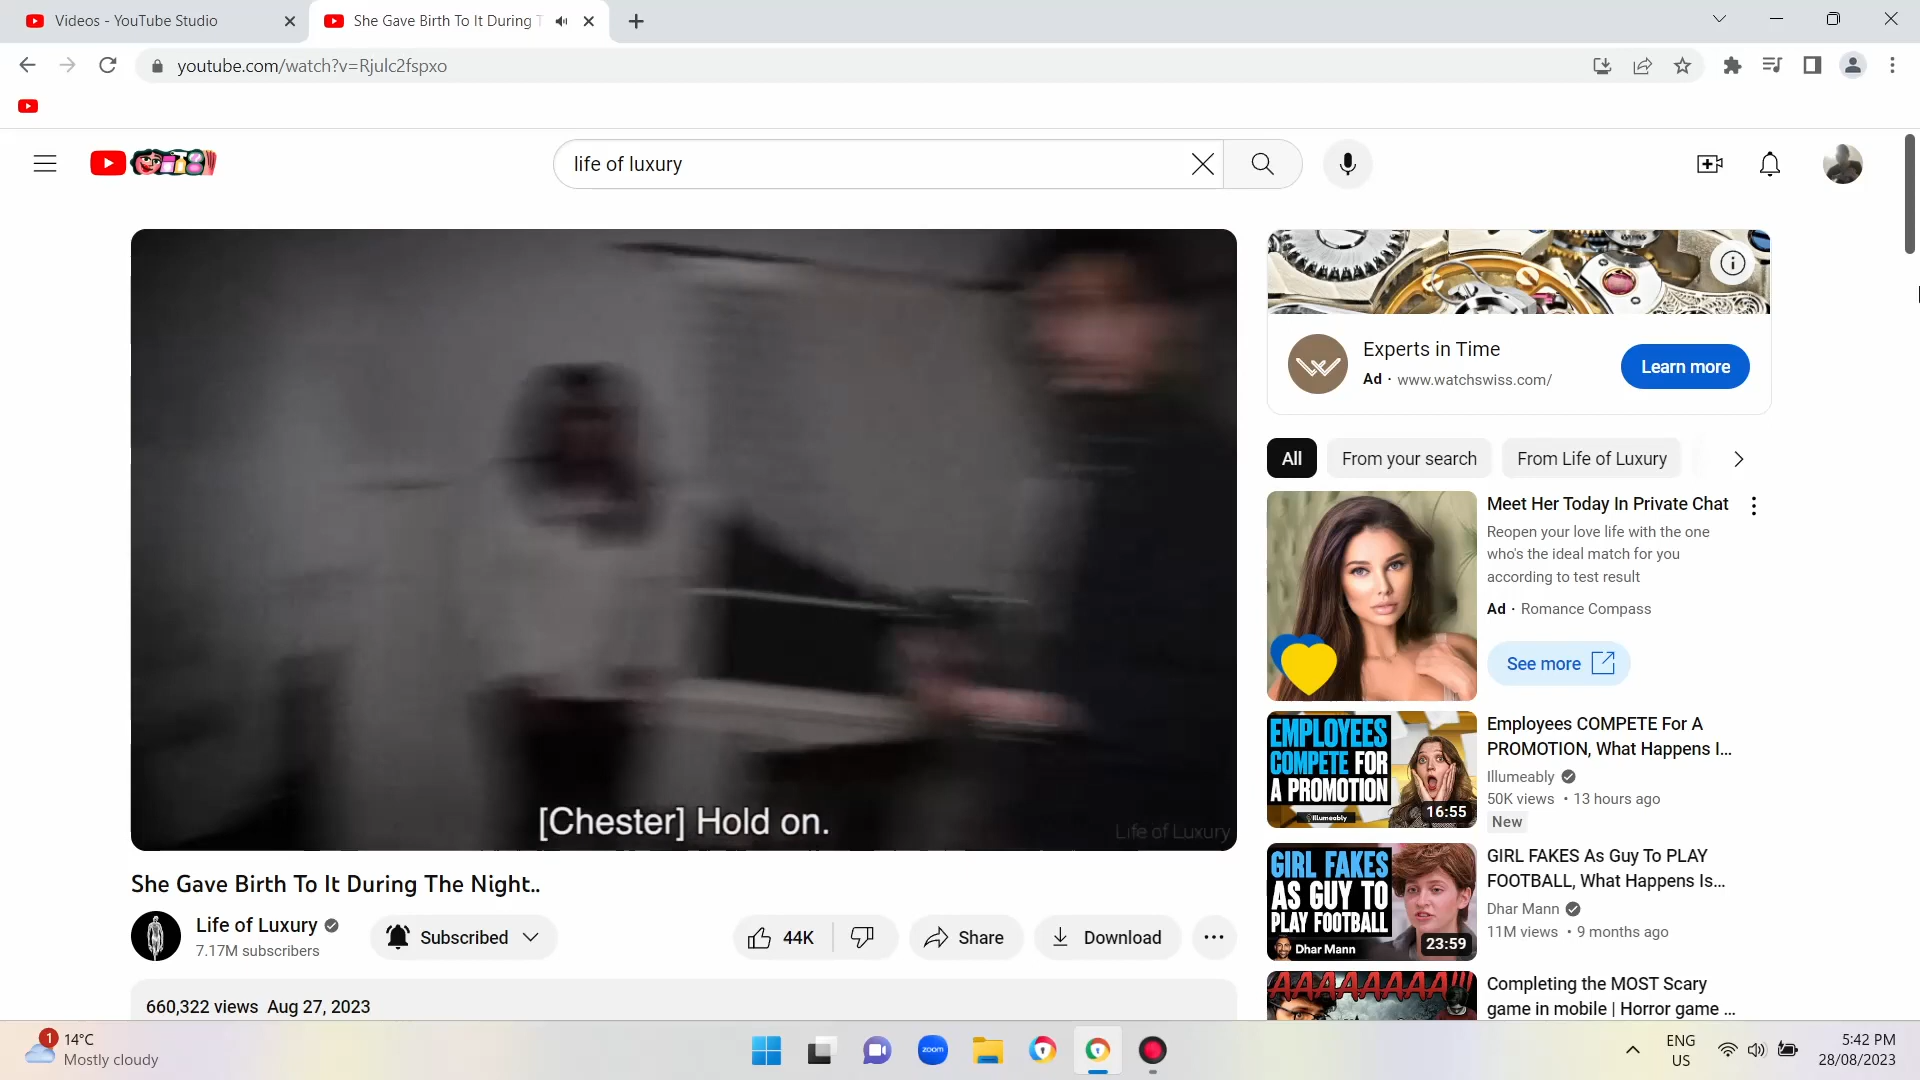 Videos - YouTube Studio
She Gave Birth To It During T
youtube.com/watch?v=Rjulc2fspxo
life of luxury
[Chester] Hold on.
Life of Luxury
She Gave Birth To It During The Night..
Life of Luxury
7.17M subscribers
Subscribed
44K
Share
Download
660,322 views Aug 27, 2023
Experts in Time
Ad · www.watchswiss.com/
Learn more
All
From your search
From Life of Luxury
Meet Her Today In Private Chat
Reopen your love life with the one
who's the ideal match for you
according to test result
Ad · Romance Compass
See more
EMPLOYEES
COMPETE FOR
A PROMOTION
Illumeably
16:55
Employees COMPETE For A
PROMOTION, What Happens I...
Illumeably
50K views • 13 hours ago
New
GIRL FAKES
AS GUY TO
PLAY FOOTBALL
Dhar Mann
23:59
GIRL FAKES As Guy To PLAY
FOOTBALL, What Happens Is...
Dhar Mann
11M views • 9 months ago
AAAAAAAA!!!
Completing the MOST Scary
game in mobile | Horror game ...
1
14°C
Mostly cloudy
zoom
ENG
US
5:42 PM
28/08/2023